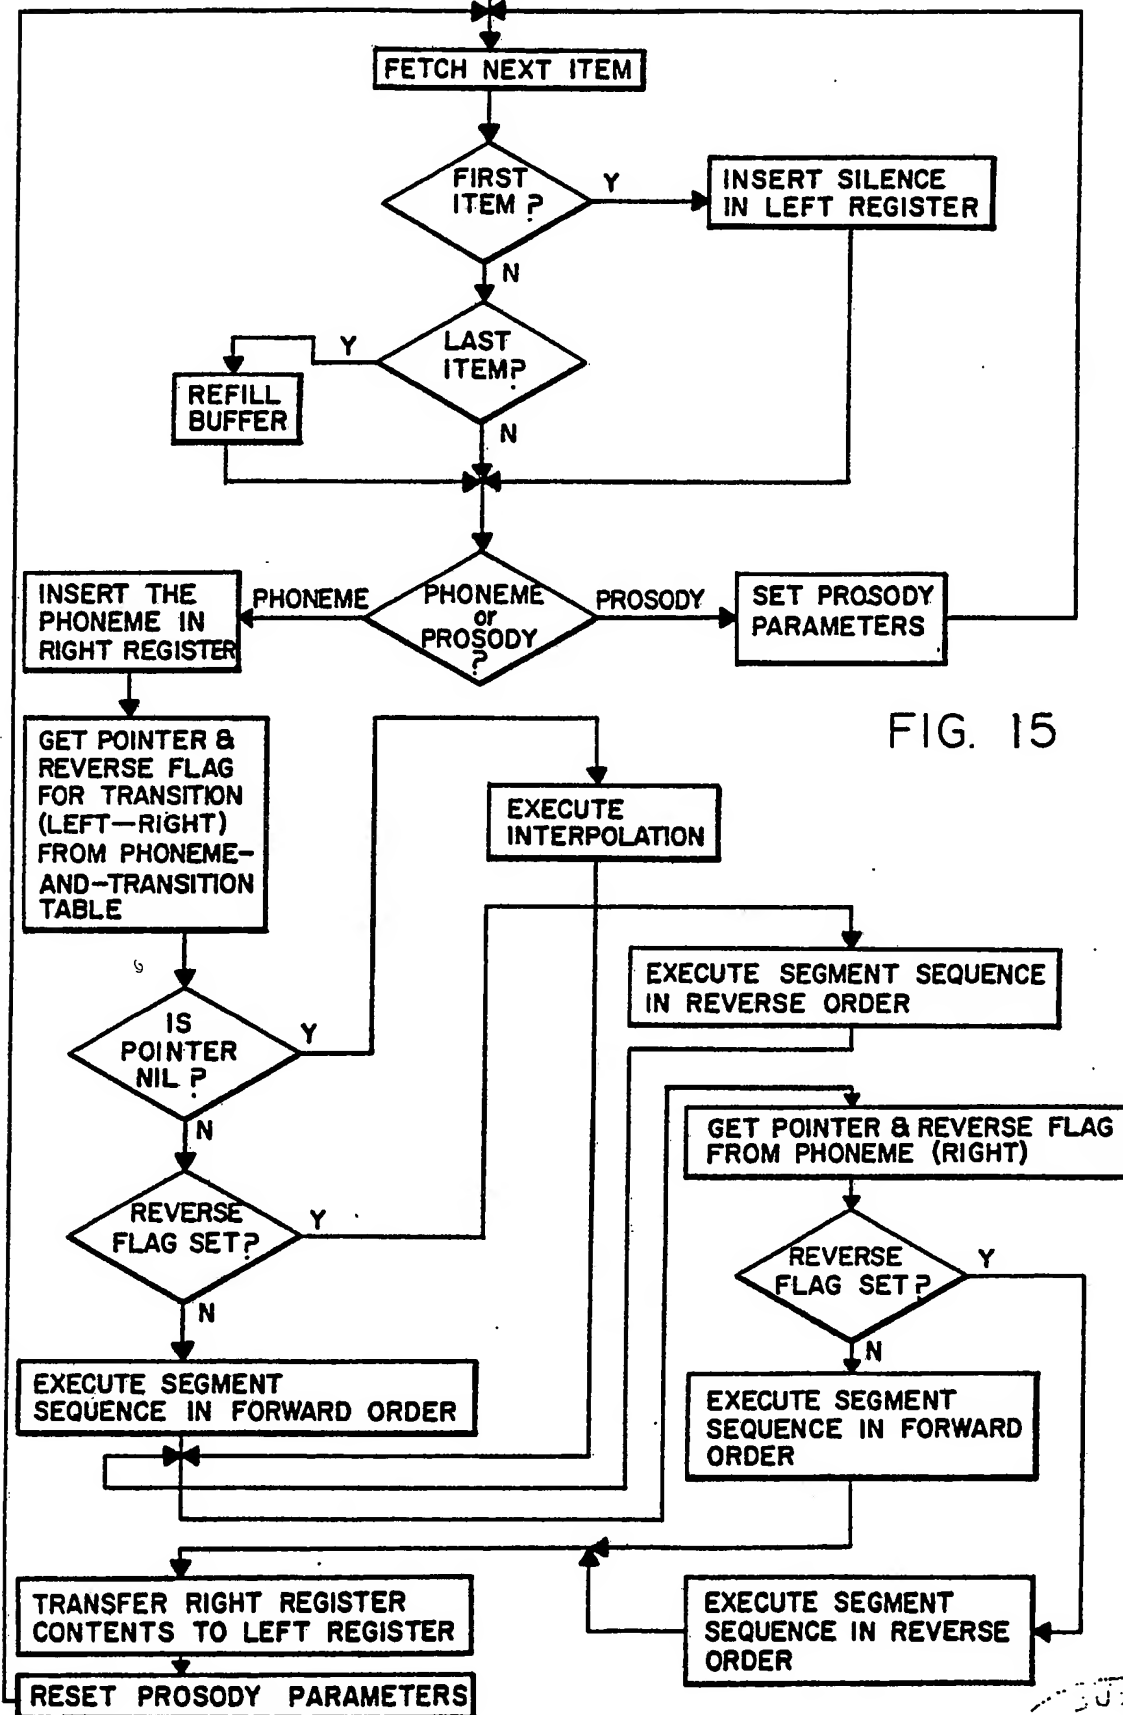 FETCH NEXT ITEM
FIRST
ITEM?
Y
INSERT SILENCE
IN LEFT REGISTER
N
LAST
ITEM?
Y
REFILL
BUFFER
N
INSERT THE
PHONEME IN
RIGHT REGISTER
PHONEME
PHONEME
or
PROSODY
?
PROSODY
SET PROSODY
PARAMETERS
FIG. 15
GET POINTER &
REVERSE FLAG
FOR TRANSITION
(LEFT—RIGHT)
FROM PHONEME-
AND-TRANSITION
TABLE
EXECUTE
INTERPOLATION
EXECUTE SEGMENT SEQUENCE
IN REVERSE ORDER
IS
POINTER
NIL?
Y
N
GET POINTER & REVERSE FLAG
FROM PHONEME (RIGHT)
REVERSE
FLAG SET?
Y
N
REVERSE
FLAG SET?
Y
N
EXECUTE SEGMENT
SEQUENCE IN FORWARD ORDER
EXECUTE SEGMENT
SEQUENCE IN FORWARD
ORDER
TRANSFER RIGHT REGISTER
CONTENTS TO LEFT REGISTER
EXECUTE SEGMENT
SEQUENCE IN REVERSE
ORDER
RESET PROSODY PARAMETERS